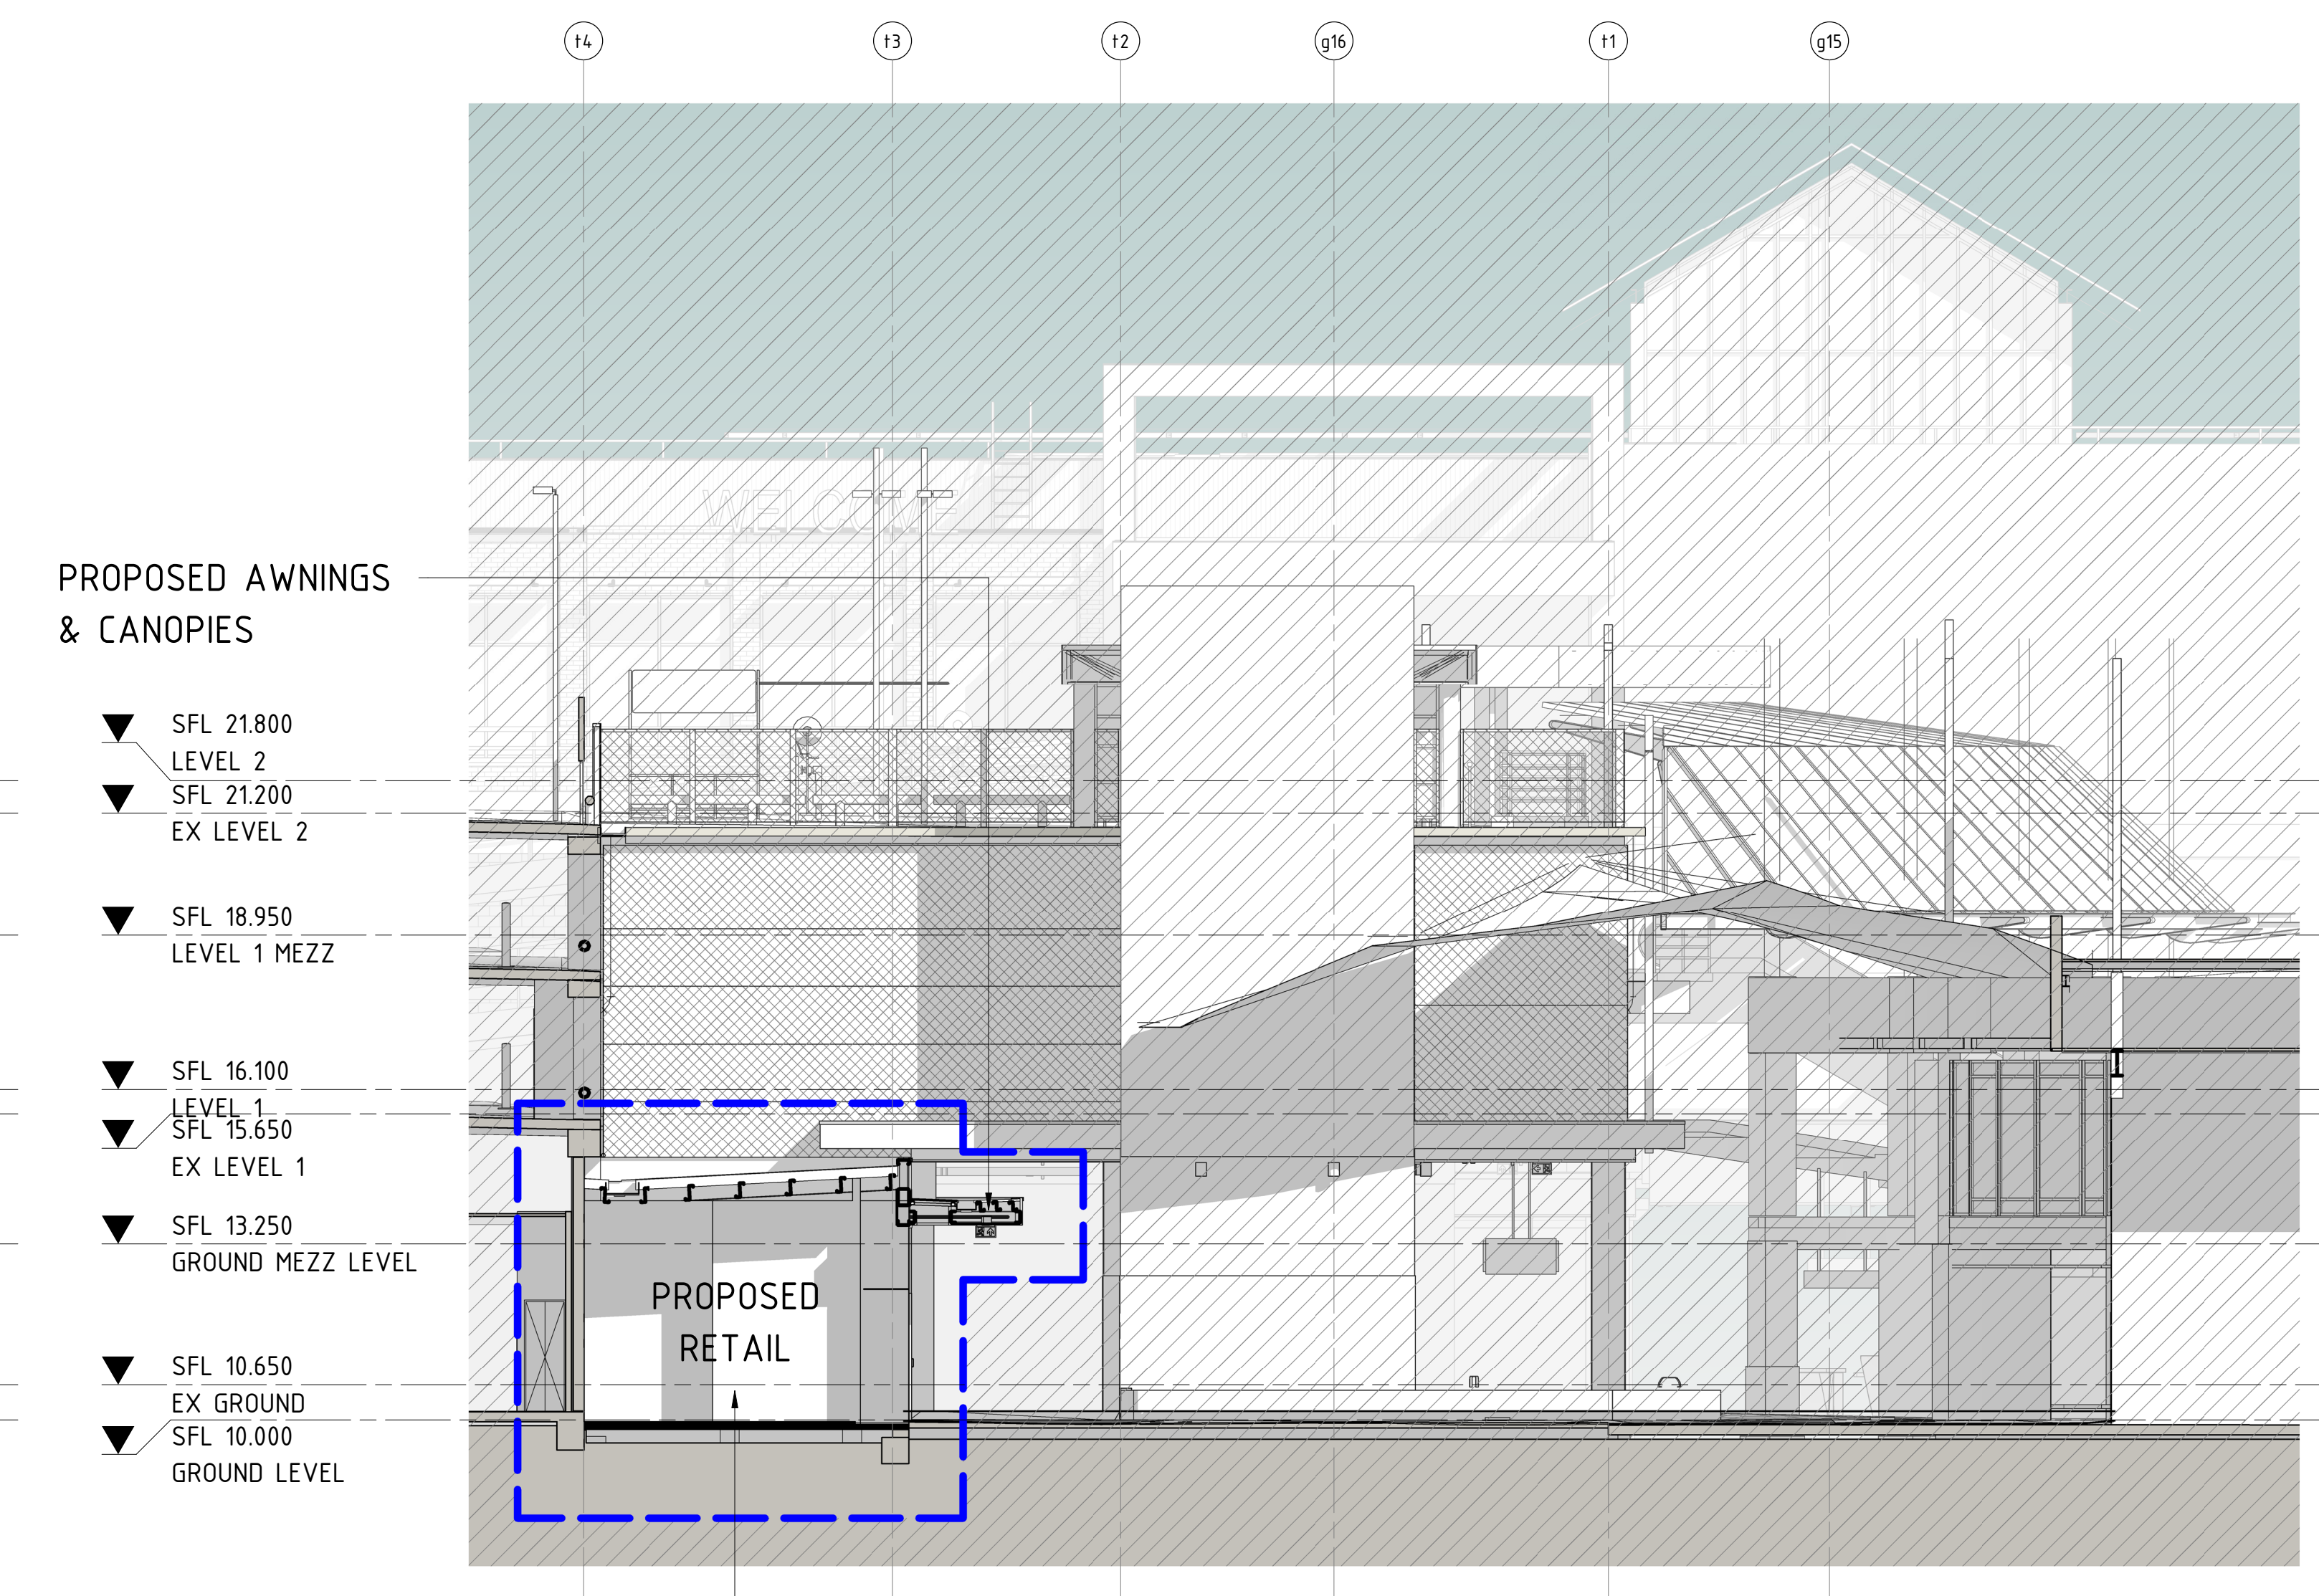 t4
t3
t2
g16
t1
g15
WELCOME
PROPOSED AWNINGS
& CANOPIES
SFL 21.800
LEVEL 2
SFL 21.200
EX LEVEL 2
SFL 18.950
LEVEL 1 MEZZ
SFL 16.100
LEVEL 1
SFL 15.650
EX LEVEL 1
SFL 13.250
GROUND MEZZ LEVEL
PROPOSED
RETAIL
SFL 10.650
EX GROUND
SFL 10.000
GROUND LEVEL